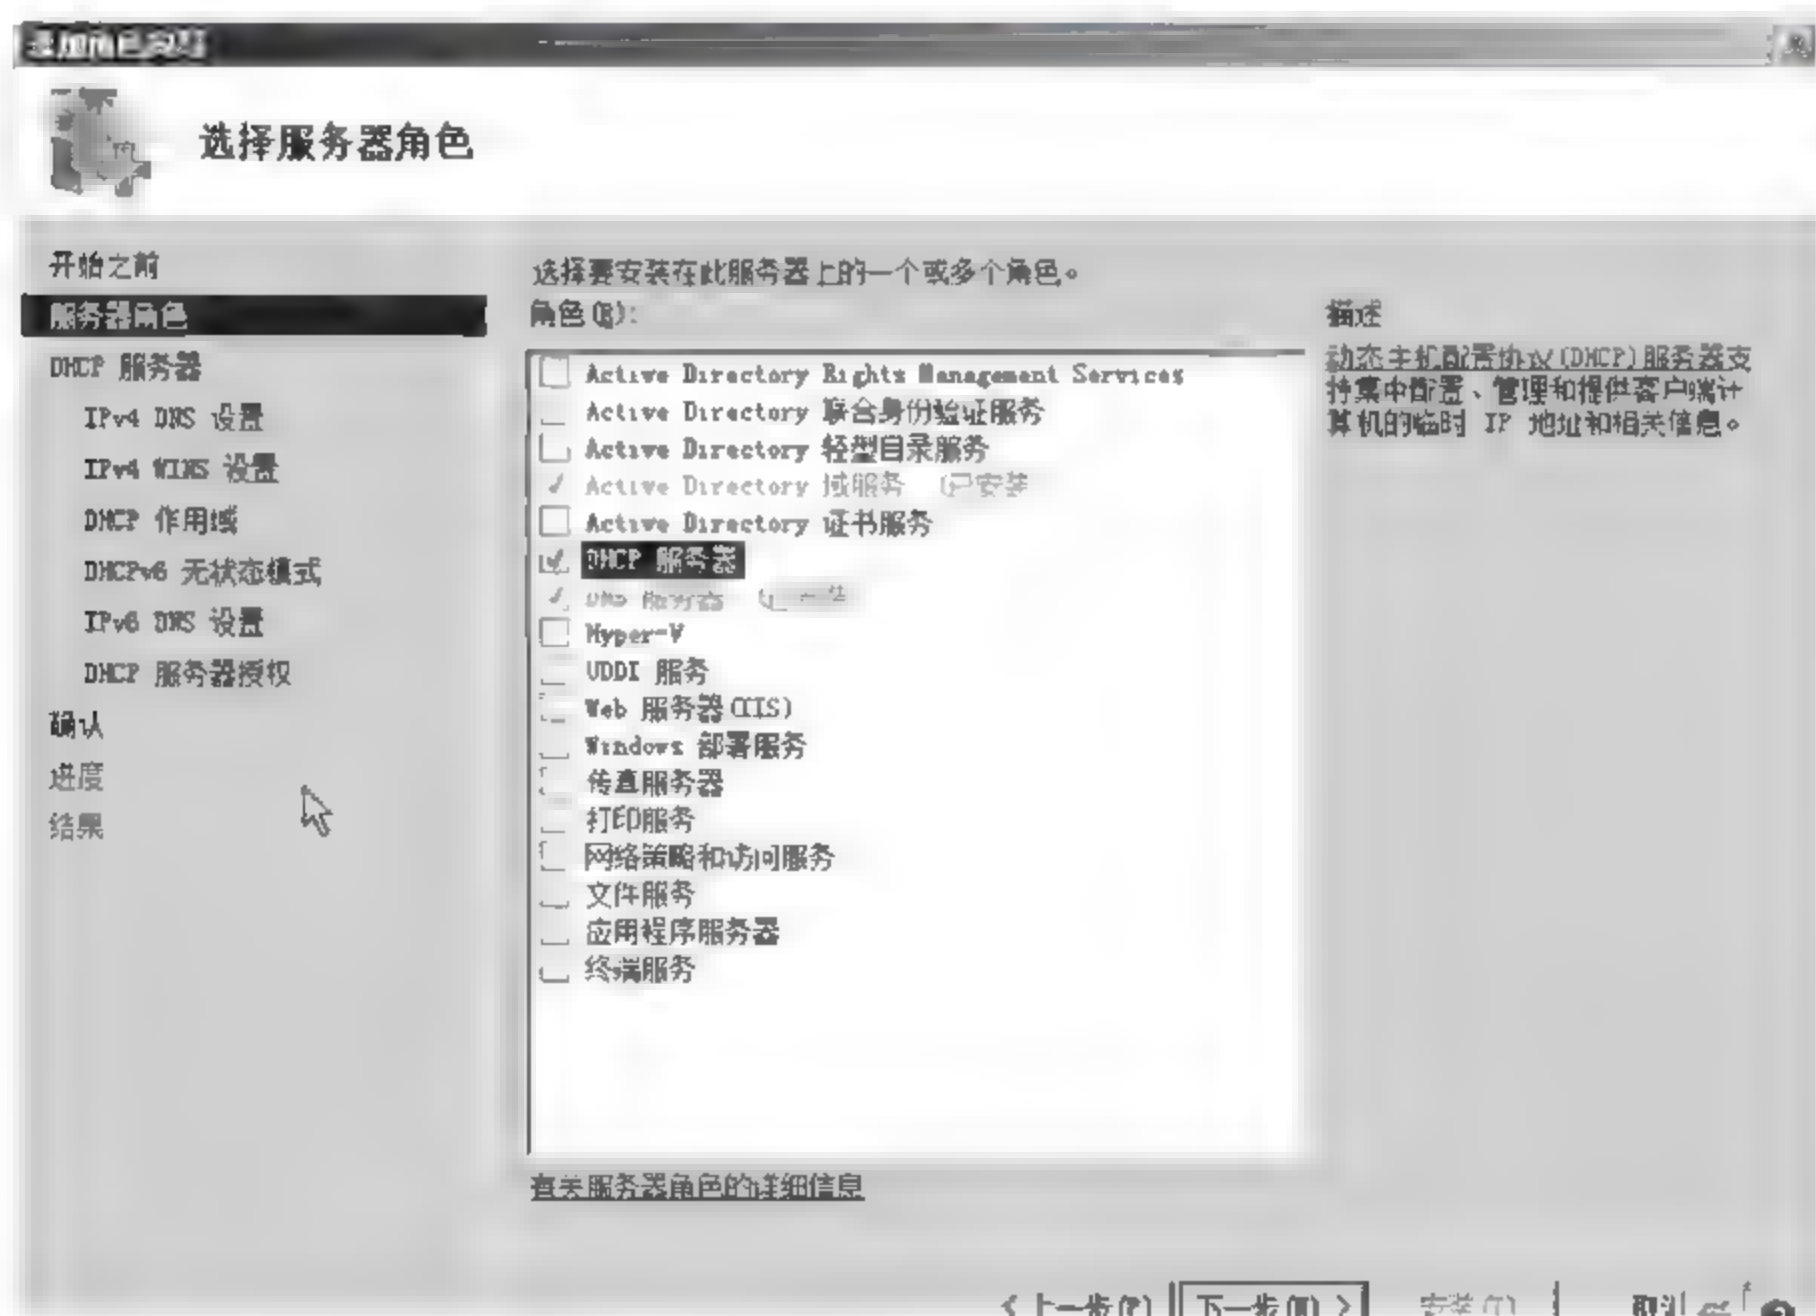 添加角色向导
选择服务器角色
开始之前
服务器角色
DHCP 服务器
IPv4 DNS 设置
IPv4 WINS 设置
DHCP 作用域
DHCPv6 无状态模式
IPv6 DNS 设置
DHCP 服务器授权
确认
进度
结果
选择要安装在此服务器上的一个或多个角色。
角色(R):
Active Directory Rights Management Services
Active Directory 联合身份验证服务
Active Directory 轻型目录服务
Active Directory 域服务 (已安装
Active Directory 证书服务
DHCP 服务器
DNS 服务器
Hyper-V
UDDI 服务
Web 服务器(IIS)
Windows 部署服务
传真服务器
打印服务
网络策略和访问服务
文件服务
应用程序服务器
终端服务
有关服务器角色的详细信息
描述
动态主机配置协议(DHCP)服务器支
持集中配置、管理和提供客户端计
算机的临时 IP 地址和相关信息。
< 上一步(P)
下一步(N) >
安装(I)
取消